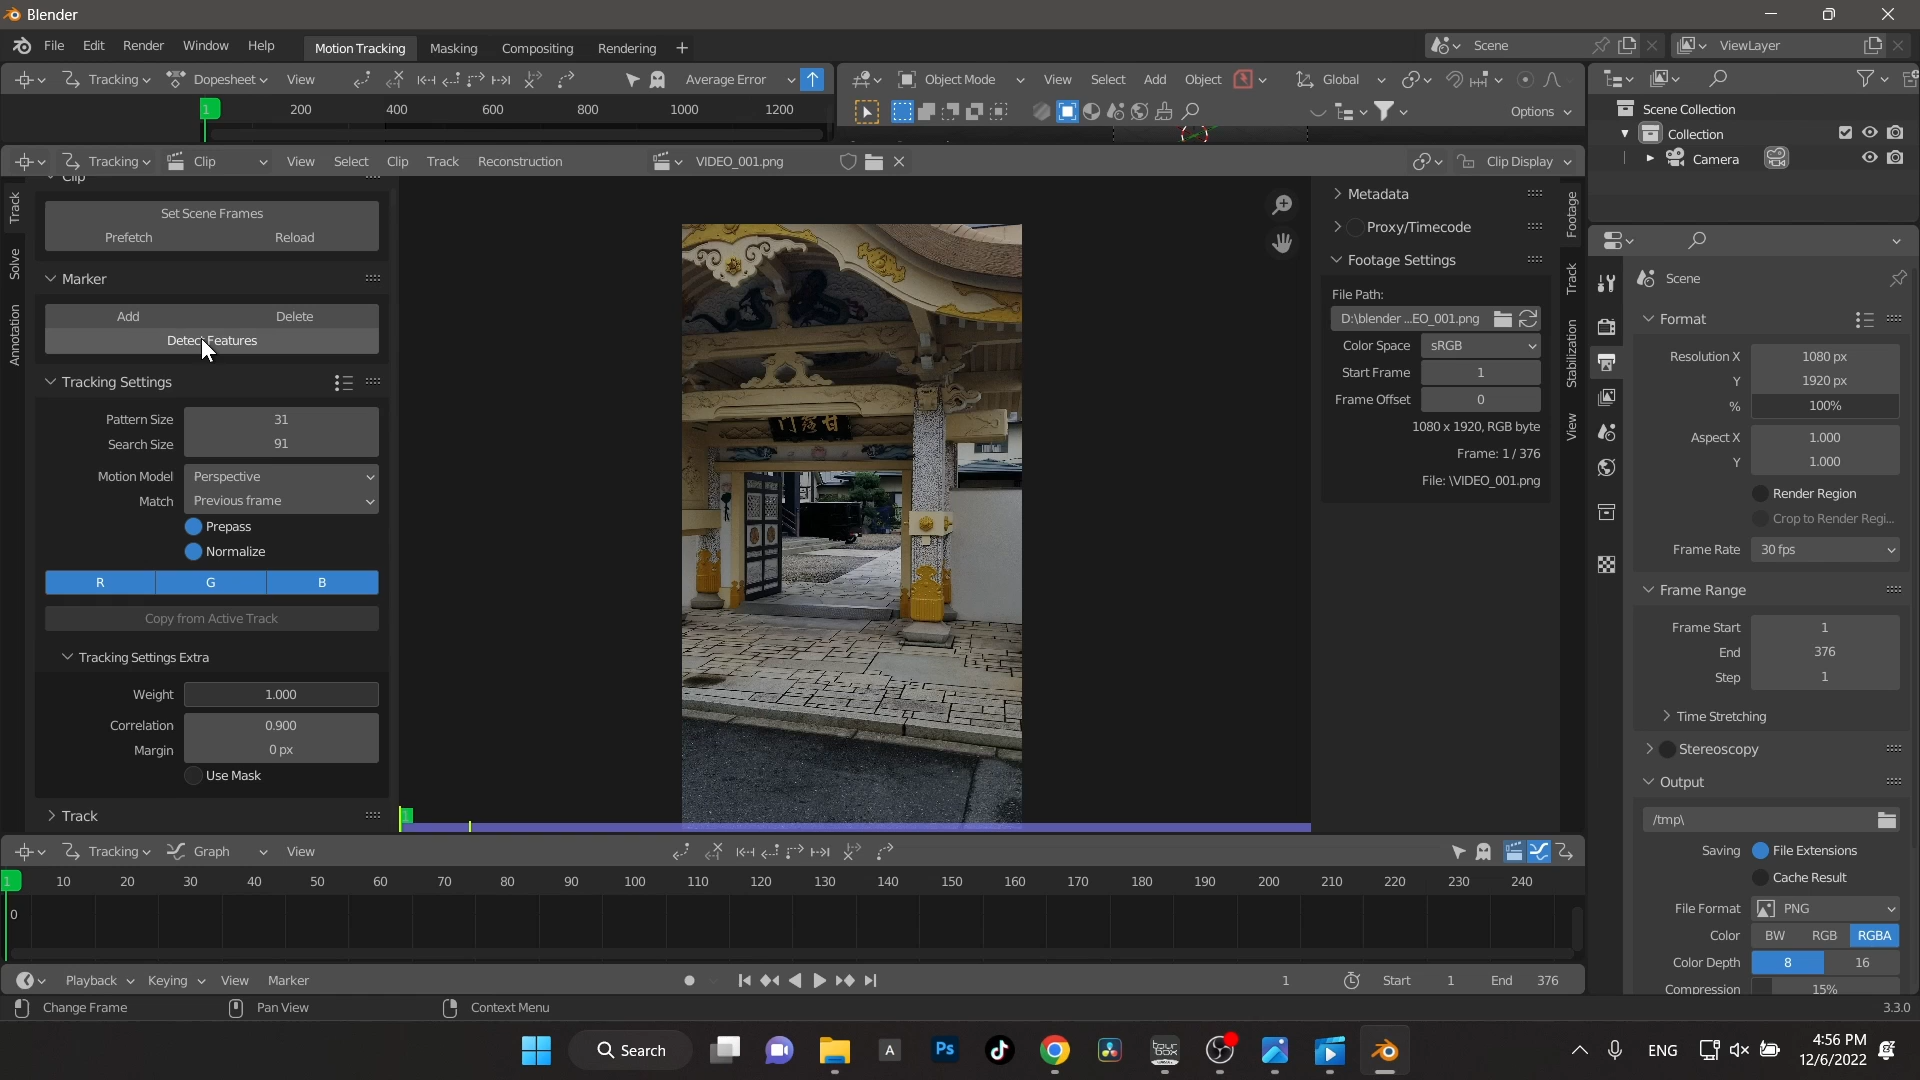 Blender
File Edit Render Window Help Motion Tracking Masking Compositing Rendering + Scene ViewLayer
Tracking Dopesheet View Average Error Object Mode View Select Add Object Global
1 200 400 600 800 1000 1200 Options
Scene Collection
Collection
Camera
Tracking Clip View Select Clip Track Reconstruction VIDEO_001.png Clip Display
Clip
Set Scene Frames
Prefetch Reload
Marker
Add Delete
Detect Features
Tracking Settings
Pattern Size 31
Search Size 91
Motion Model Perspective
Match Previous frame
Prepass
Normalize
R G B
Copy from Active Track
Tracking Settings Extra
Weight 1.000
Correlation 0.900
Margin 0 px
Use Mask
Track
Track
Solve
Annotation
1
Metadata
Proxy/Timecode
Footage Settings
File Path:
D:\blender ...EO_001.png
Color Space sRGB
Start Frame 1
Frame Offset 0
1080 x 1920, RGB byte
Frame: 1 / 376
File: \VIDEO_001.png
Footage
Track
Stabilization
View
Scene
Format
Resolution X 1080 px
Y 1920 px
% 100%
Aspect X 1.000
Y 1.000
Render Region
Crop to Render Regi...
Frame Rate 30 fps
Frame Range
Frame Start 1
End 376
Step 1
Time Stretching
Stereoscopy
Output
/tmp\
Saving File Extensions
Cache Result
File Format PNG
Color BW RGB RGBA
Color Depth 8 16
Compression 15%
Tracking Graph View
1 10 20 30 40 50 60 70 80 90 100 110 120 130 140 150 160 170 180 190 200 210 220 230 240
0
Playback Keying View Marker 1 Start 1 End 376
Change Frame Pan View Context Menu 3.3.0
Search A Ps tour box ENG 4:56 PM
12/6/2022